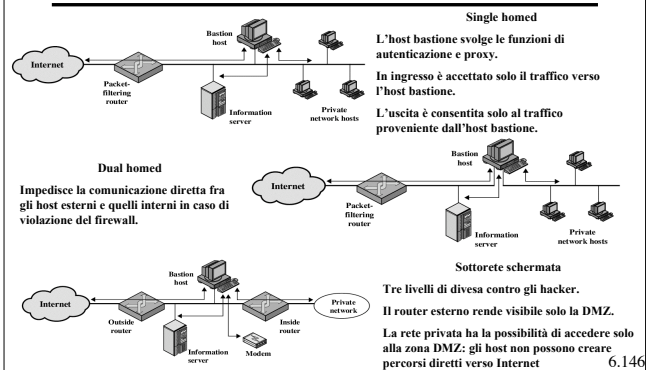 Single homed
L'host bastione svolge le funzioni di
autenticazione e proxy.
In ingresso è accettato solo il traffico verso
l'host bastione.
L'uscita è consentita solo al traffico
proveniente dall'host bastione.
Bastion
host
Internet
Packet-
filtering
router
Information
server
Private
network hosts
Dual homed
Impedisce la comunicazione diretta fra
gli host esterni e quelli interni in caso di
violazione del firewall.
Bastion
host
Internet
Packet-
filtering
router
Information
server
Private
network hosts
Sottorete schermata
Tre livelli di divesa contro gli hacker.
Il router esterno rende visibile solo la DMZ.
La rete privata ha la possibilità di accedere solo
alla zona DMZ: gli host non possono creare
percorsi diretti verso Internet
Bastion
host
Internet
Outside
router
Information
server
Modem
Inside
router
Private
network
6.146